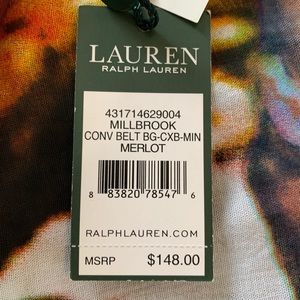 LAUREN
RALPH LAUREN
431714629004
MILLBROOK
CONV BELT BG-CXB-MIN
MERLOT
8 83820 78547 6
RALPHLAUREN.COM
MSRP $148.00